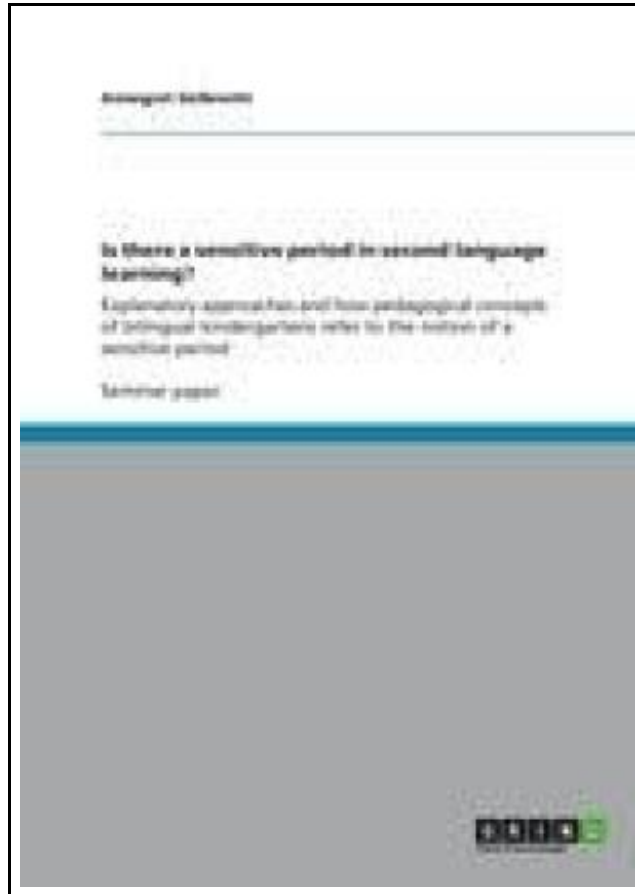 Is there a sensitive period in second language
learning?
Explanatory approaches and how pedagogical concepts
of bilingual kindergartens refer to the notion of a
sensitive period
Seminar paper
GRIN